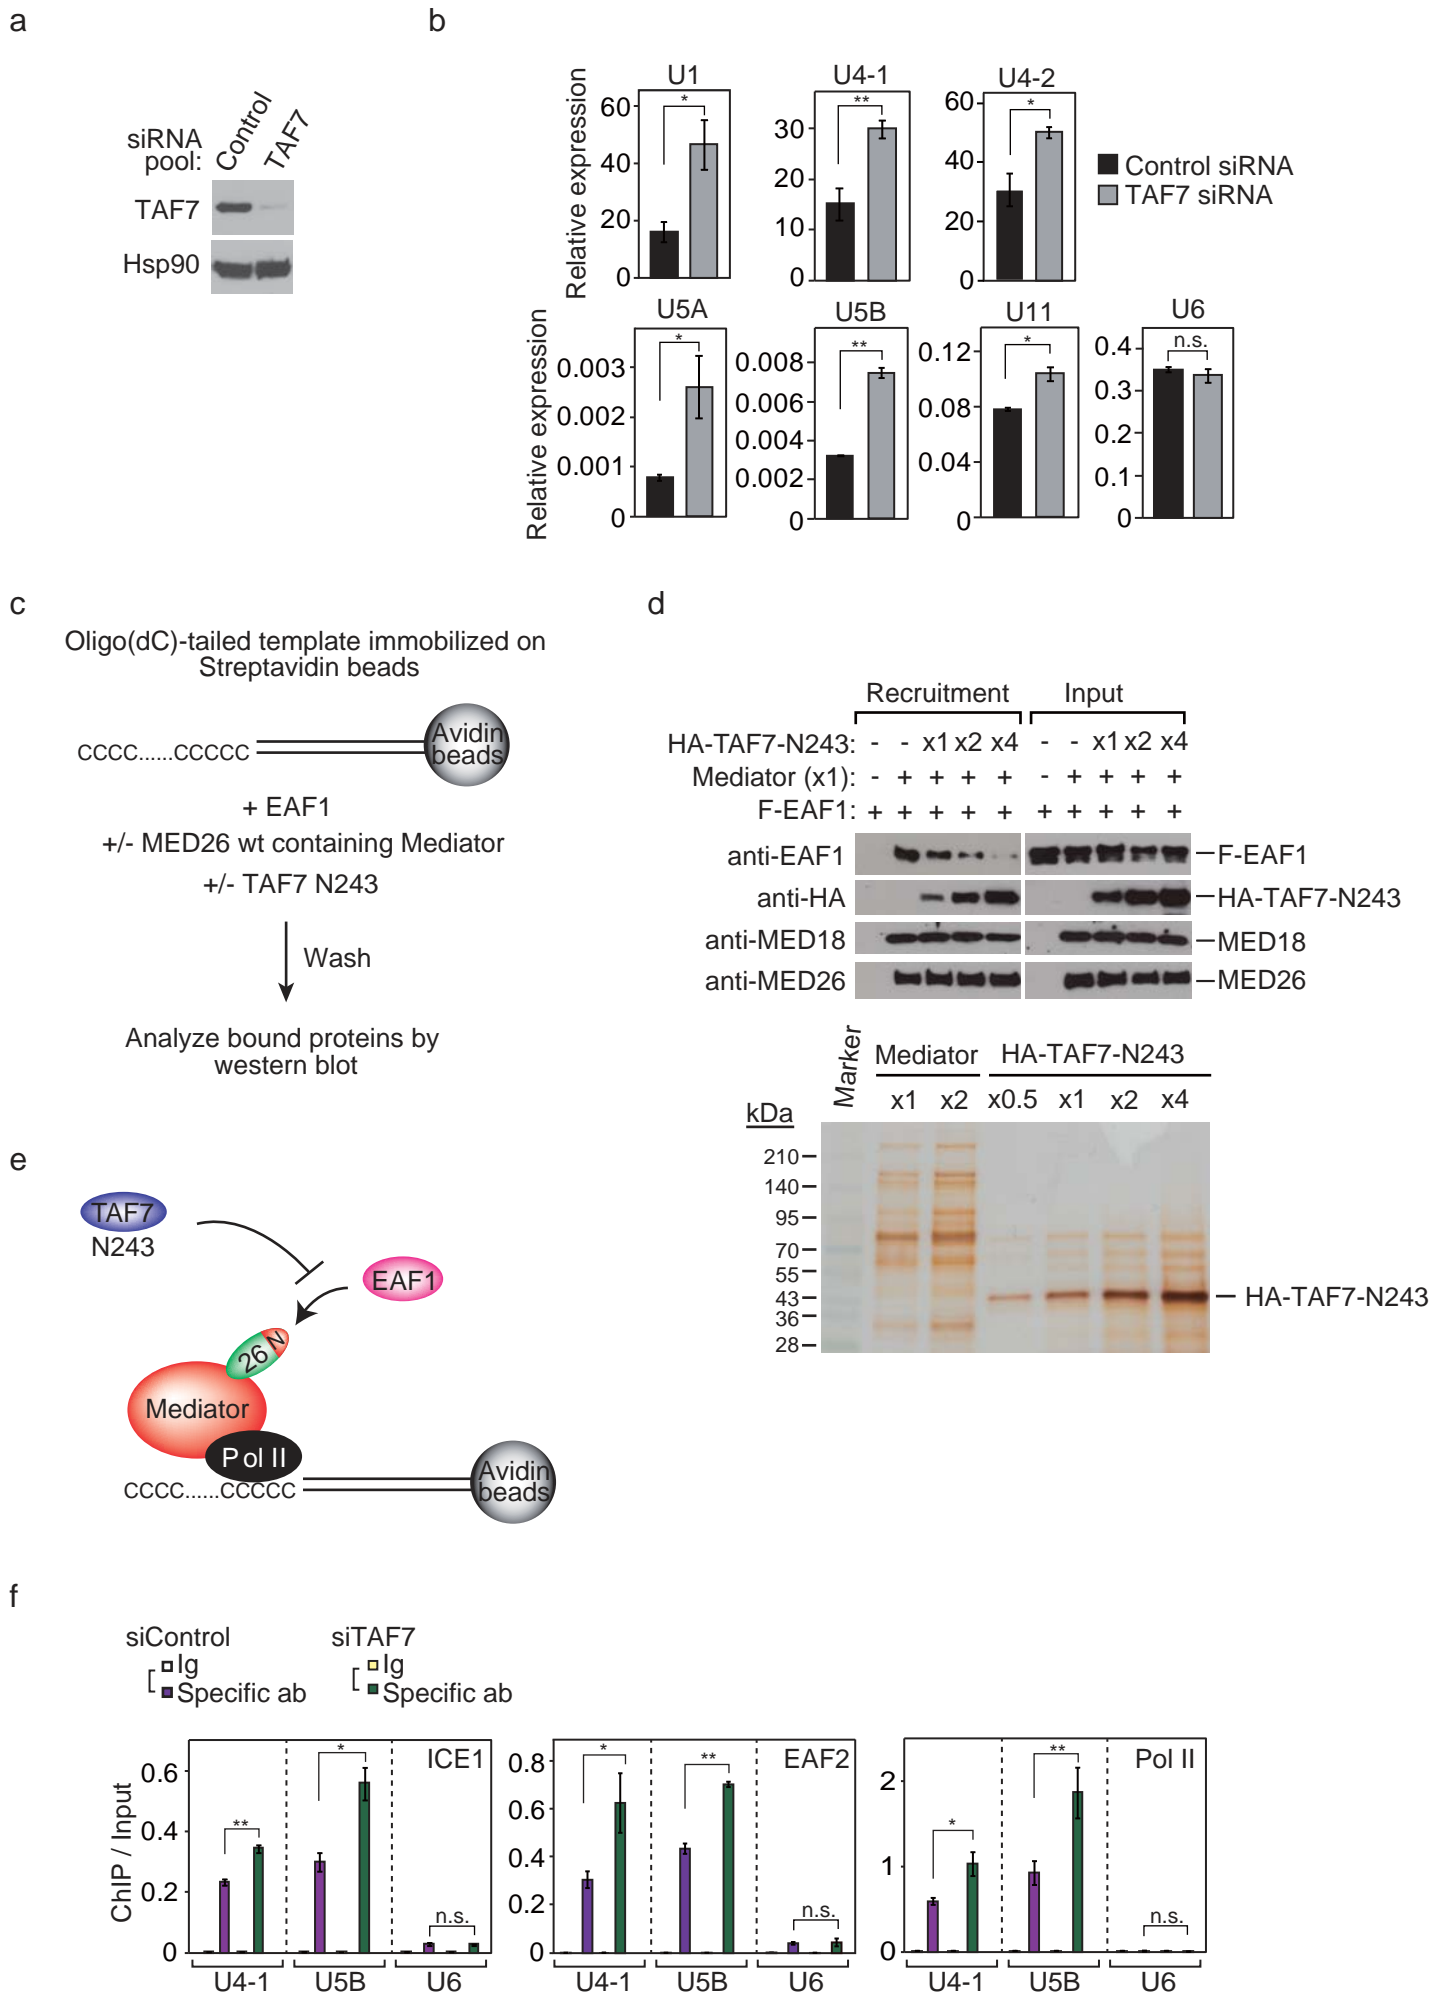 a
siRNA
pool:
Control
TAF7
TAF7
Hsp90
b
U1
U4-1
U4-2
Relative expression
60
40
20
0
*
30
20
10
0
**
60
40
20
0
*
Control siRNA
TAF7 siRNA
U5A
U5B
U11
U6
Relative expression
0.003
0.002
0.001
0
*
0.008
0.006
0.004
0.002
0
**
0.12
0.08
0.04
0
*
0.4
0.3
0.2
0.1
0
n.s.
c
Oligo(dC)-tailed template immobilized on
Streptavidin beads
CCCC......CCCCC
Avidin
beads
+ EAF1
+/- MED26 wt containing Mediator
+/- TAF7 N243
Wash
Analyze bound proteins by
western blot
d
Recruitment Input
HA-TAF7-N243: - - x1 x2 x4 - - x1 x2 x4
Mediator (x1): - + + + + - + + + +
F-EAF1: + + + + + + + + + +
anti-EAF1 F-EAF1
anti-HA HA-TAF7-N243
anti-MED18 MED18
anti-MED26 MED26
Marker
Mediator HA-TAF7-N243
x1 x2 x0.5 x1 x2 x4
kDa
210
140
95
70
55
43
36
28
HA-TAF7-N243
e
TAF7
N243
EAF1
26 N
Mediator
Pol II
CCCC......CCCCC
Avidin
beads
f
siControl siTAF7
Ig Ig
Specific ab Specific ab
ChIP / Input
ICE1
0.6
0.4
0.2
0
**
*
n.s.
U4-1 U5B U6
EAF2
0.8
0.6
0.4
0.2
0
*
**
n.s.
U4-1 U5B U6
Pol II
2
1
0
*
**
n.s.
U4-1 U5B U6